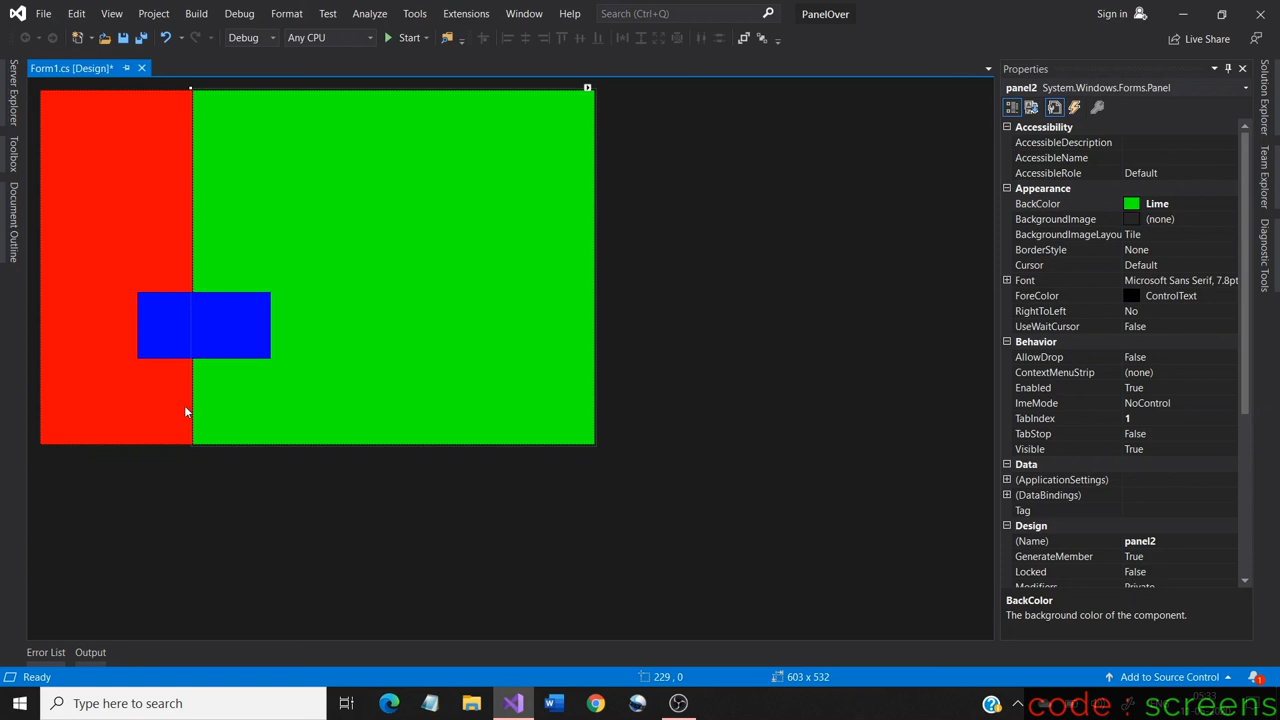 File Edit View Project Build Debug Format Test Analyze Tools Extensions Window Help Search (Ctrl+Q) PanelOver Sign in
Debug Any CPU Start Live Share
Form1.cs [Design]*
Server Explorer
Toolbox
Document Outline
Properties
panel2 System.Windows.Forms.Panel
Accessibility
AccessibleDescription
AccessibleName
AccessibleRole Default
Appearance
BackColor Lime
BackgroundImage (none)
BackgroundImageLayou Tile
BorderStyle None
Cursor Default
Font Microsoft Sans Serif, 7.8pt
ForeColor ControlText
RightToLeft No
UseWaitCursor False
Behavior
AllowDrop False
ContextMenuStrip (none)
Enabled True
ImeMode NoControl
TabIndex 1
TabStop False
Visible True
Data
(ApplicationSettings)
(DataBindings)
Tag
Design
(Name) panel2
GenerateMember True
Locked False
Modifiers Private
BackColor
The background color of the component.
Solution Explorer
Team Explorer
Notifications
Diagnostic Tools
Error List Output
Ready 229 , 0 603 x 532 Add to Source Control 1
Type here to search
05:33
code : screens